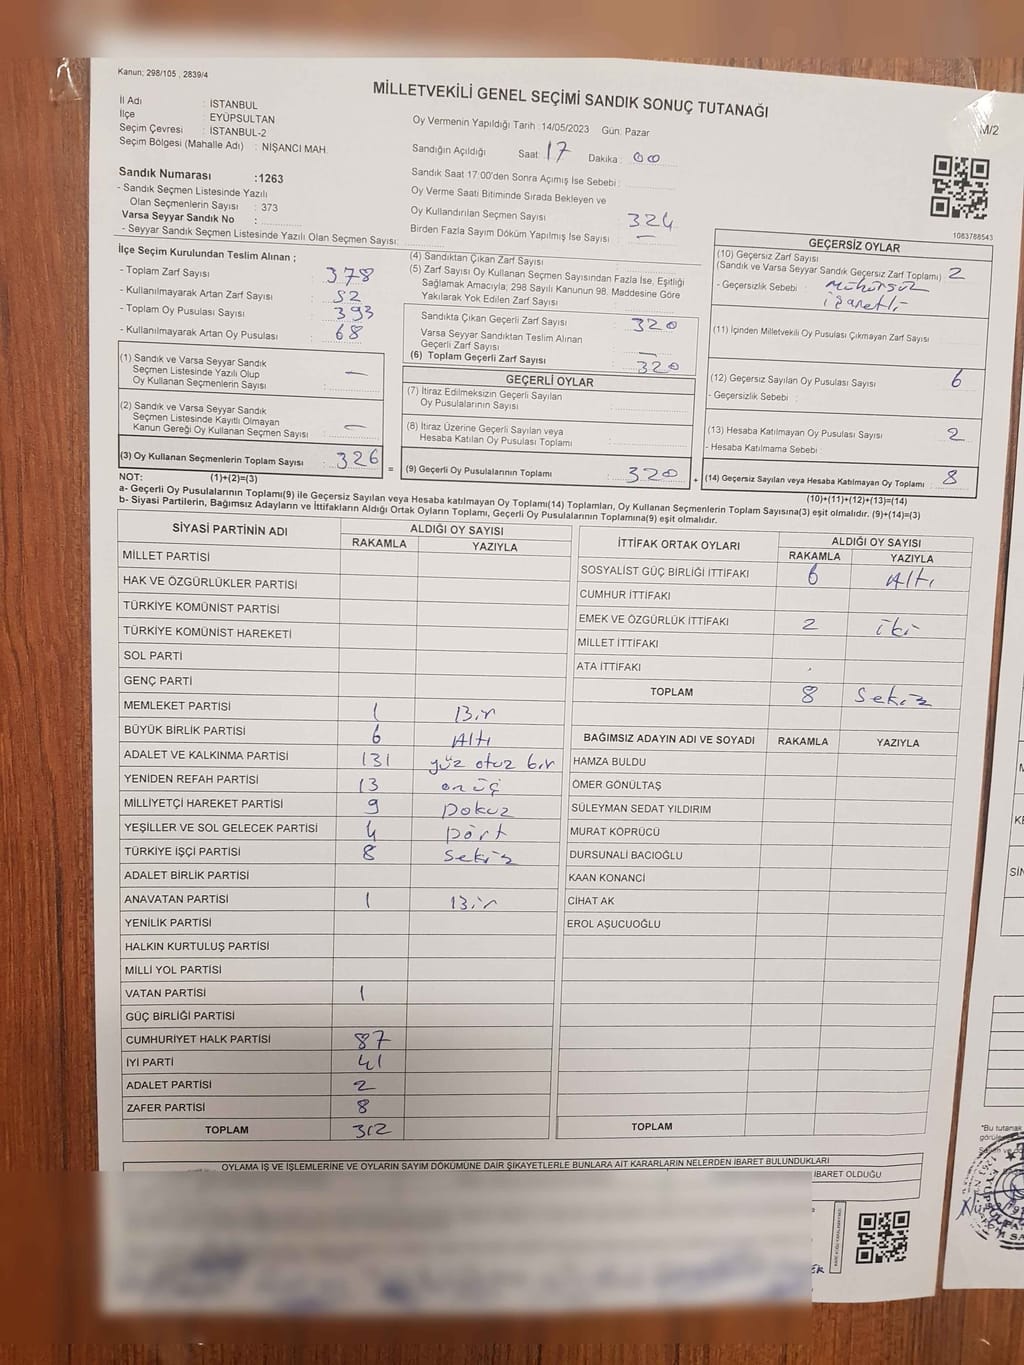 Kanun; 298/105 , 2839/4
MİLLETVEKİLİ GENEL SEÇİMİ SANDIK SONUÇ TUTANAĞI
M/2
İl Adı : İSTANBUL
İlçe : EYÜPSULTAN
Seçim Çevresi : İSTANBUL-2
Seçim Bölgesi (Mahalle Adı) : NİŞANCI MAH.
Oy Vermenin Yapıldığı Tarih : 14/05/2023 Gün: Pazar
Sandığın Açıldığı Saat : 17 Dakika : 00
Sandık Saat 17:00'den Sonra Açımış İse Sebebi :
Oy Verme Saati Bitiminde Sırada Bekleyen ve
Oy Kullandırılan Seçmen Sayısı : 324
Birden Fazla Sayım Döküm Yapılmış İse Sayısı : —
Sandık Numarası :1263
- Sandık Seçmen Listesinde Yazılı
Olan Seçmenlerin Sayısı : 373
Varsa Seyyar Sandık No :
- Seyyar Sandık Seçmen Listesinde Yazılı Olan Seçmen Sayısı:
1083788543
İlçe Seçim Kurulundan Teslim Alınan ;
- Toplam Zarf Sayısı : 378
- Kullanılmayarak Artan Zarf Sayısı : 52
- Toplam Oy Pusulası Sayısı : 393
- Kullanılmayarak Artan Oy Pusulası : 68
(1) Sandık ve Varsa Seyyar Sandık
Seçmen Listesinde Yazılı Olup
Oy Kullanan Seçmenlerin Sayısı : —
(2) Sandık ve Varsa Seyyar Sandık
Seçmen Listesinde Kayıtlı Olmayan
Kanun Gereği Oy Kullanan Seçmen Sayısı : —
(3) Oy Kullanan Seçmenlerin Toplam Sayısı : 326
(1)+(2)=(3)
(4) Sandıktan Çıkan Zarf Sayısı :
(5) Zarf Sayısı Oy Kullanan Seçmen Sayısından Fazla İse, Eşitliği
Sağlamak Amacıyla; 298 Sayılı Kanunun 98. Maddesine Göre
Yakılarak Yok Edilen Zarf Sayısı :
Sandıkta Çıkan Geçerli Zarf Sayısı : 320
Varsa Seyyar Sandıktan Teslim Alınan
Geçerli Zarf Sayısı : —
(6) Toplam Geçerli Zarf Sayısı : 320
GEÇERLİ OYLAR
(7) İtiraz Edilmeksizin Geçerli Sayılan
Oy Pusulalarının Sayısı :
(8) İtiraz Üzerine Geçerli Sayılan veya
Hesaba Katılan Oy Pusulası Toplamı :
= (9) Geçerli Oy Pusulalarının Toplamı : 320 +
GEÇERSİZ OYLAR
(10) Geçersiz Zarf Sayısı
(Sandık ve Varsa Seyyar Sandık Geçersiz Zarf Toplamı) : 2
- Geçersizlik Sebebi : Mühürsüz
işaretli
(11) İçinden Milletvekili Oy Pusulası Çıkmayan Zarf Sayısı :
(12) Geçersiz Sayılan Oy Pusulası Sayısı : 6
- Geçersizlik Sebebi :
(13) Hesaba Katılmayan Oy Pusulası Sayısı : 2
- Hesaba Katılmama Sebebi :
(14) Geçersiz Sayılan veya Hesaba Katılmayan Oy Toplamı : 8
(10)+(11)+(12)+(13)=(14)
NOT:
a- Geçerli Oy Pusulalarının Toplamı(9) ile Geçersiz Sayılan veya Hesaba katılmayan Oy Toplamı(14) Toplamları, Oy Kullanan Seçmenlerin Toplam Sayısına(3) eşit olmalıdır. (9)+(14)=(3)
b- Siyasi Partilerin, Bağımsız Adayların ve İttifakların Aldığı Ortak Oyların Toplamı, Geçerli Oy Pusulalarının Toplamına(9) eşit olmalıdır.
SİYASİ PARTİNİN ADI ALDIĞI OY SAYISI
RAKAMLA YAZIYLA
MİLLET PARTİSİ
HAK VE ÖZGÜRLÜKLER PARTİSİ
TÜRKİYE KOMÜNİST PARTİSİ
TÜRKİYE KOMÜNİST HAREKETİ
SOL PARTİ
GENÇ PARTİ
MEMLEKET PARTİSİ 1 Bir
BÜYÜK BİRLİK PARTİSİ 6 Altı
ADALET VE KALKINMA PARTİSİ 131 yüz otuz bir
YENİDEN REFAH PARTİSİ 13 onüç
MİLLİYETÇİ HAREKET PARTİSİ 9 Dokuz
YEŞİLLER VE SOL GELECEK PARTİSİ 4 Dört
TÜRKİYE İŞÇİ PARTİSİ 8 Sekiz
ADALET BİRLİK PARTİSİ
ANAVATAN PARTİSİ 1 Bir
YENİLİK PARTİSİ
HALKIN KURTULUŞ PARTİSİ
MİLLİ YOL PARTİSİ
VATAN PARTİSİ 1
GÜÇ BİRLİĞİ PARTİSİ
CUMHURİYET HALK PARTİSİ 87
İYİ PARTİ 41
ADALET PARTİSİ 2
ZAFER PARTİSİ 8
TOPLAM 312
İTTİFAK ORTAK OYLARI ALDIĞI OY SAYISI
RAKAMLA YAZIYLA
SOSYALİST GÜÇ BİRLİĞİ İTTİFAKI 6 Altı
CUMHUR İTTİFAKI
EMEK VE ÖZGÜRLÜK İTTİFAKI 2 iki
MİLLET İTTİFAKI
ATA İTTİFAKI
TOPLAM 8 Sekiz
BAĞIMSIZ ADAYIN ADI VE SOYADI RAKAMLA YAZIYLA
HAMZA BULDU
ÖMER GÖNÜLTAŞ
SÜLEYMAN SEDAT YILDIRIM
MURAT KÖPRÜCÜ
DURSUNALİ BACIOĞLU
KAAN KONANCİ
CİHAT AK
EROL AŞUCUOĞLU
TOPLAM
OYLAMA İŞ VE İŞLEMLERİNE VE OYLARIN SAYIM DÖKÜMÜNE DAİR ŞİKAYETLERLE BUNLARA AİT KARARLARIN NELERDEN İBARET BULUNDUKLARI
İBARET OLDUĞU
"Bu tutanak